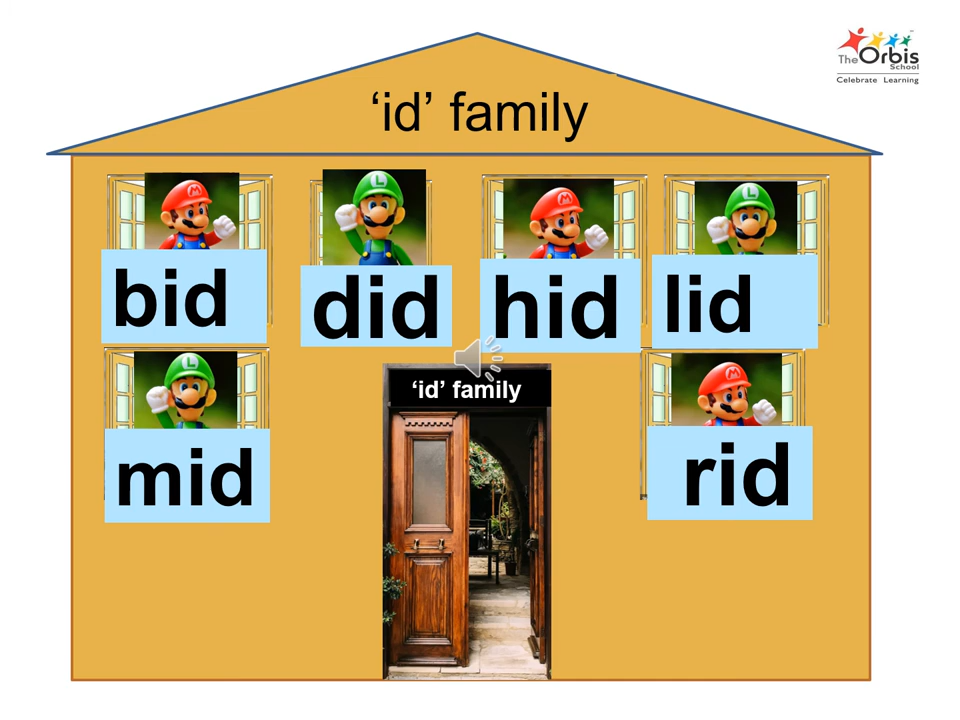 The Orbis
School
Celebrate Learning
‘id’ family
M
L
M
L
bid
did
hid
lid
‘id’ family
L
M
mid
rid